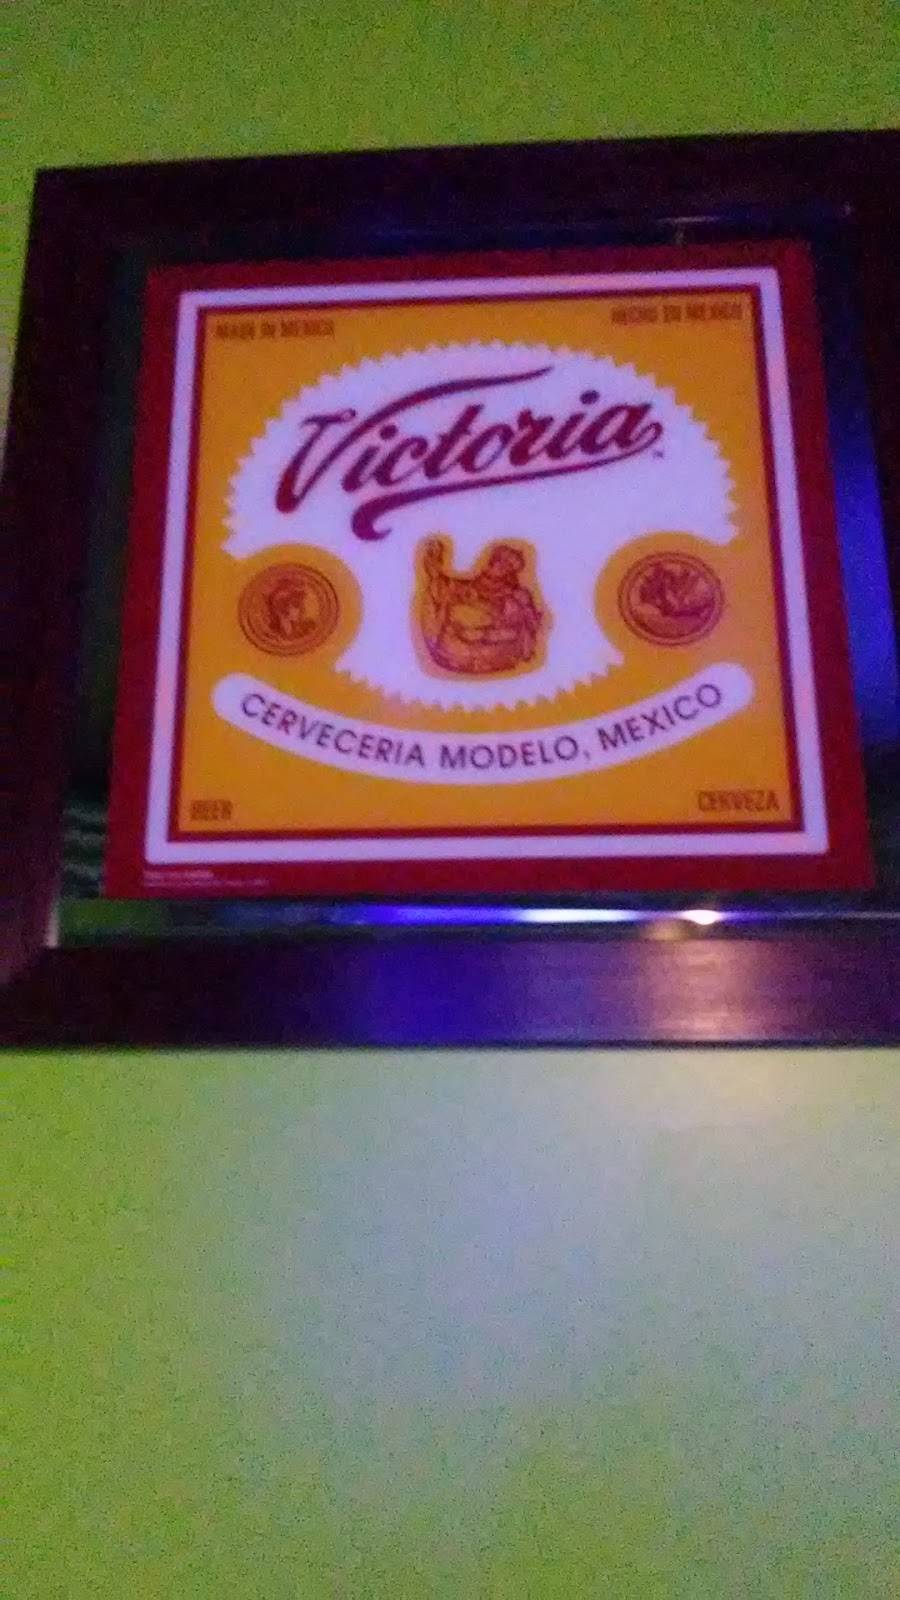 MADE IN MEXICO
HECHO EN MEXICO
Victoria
CERVECERIA MODELO, MEXICO
BEER
CERVEZA